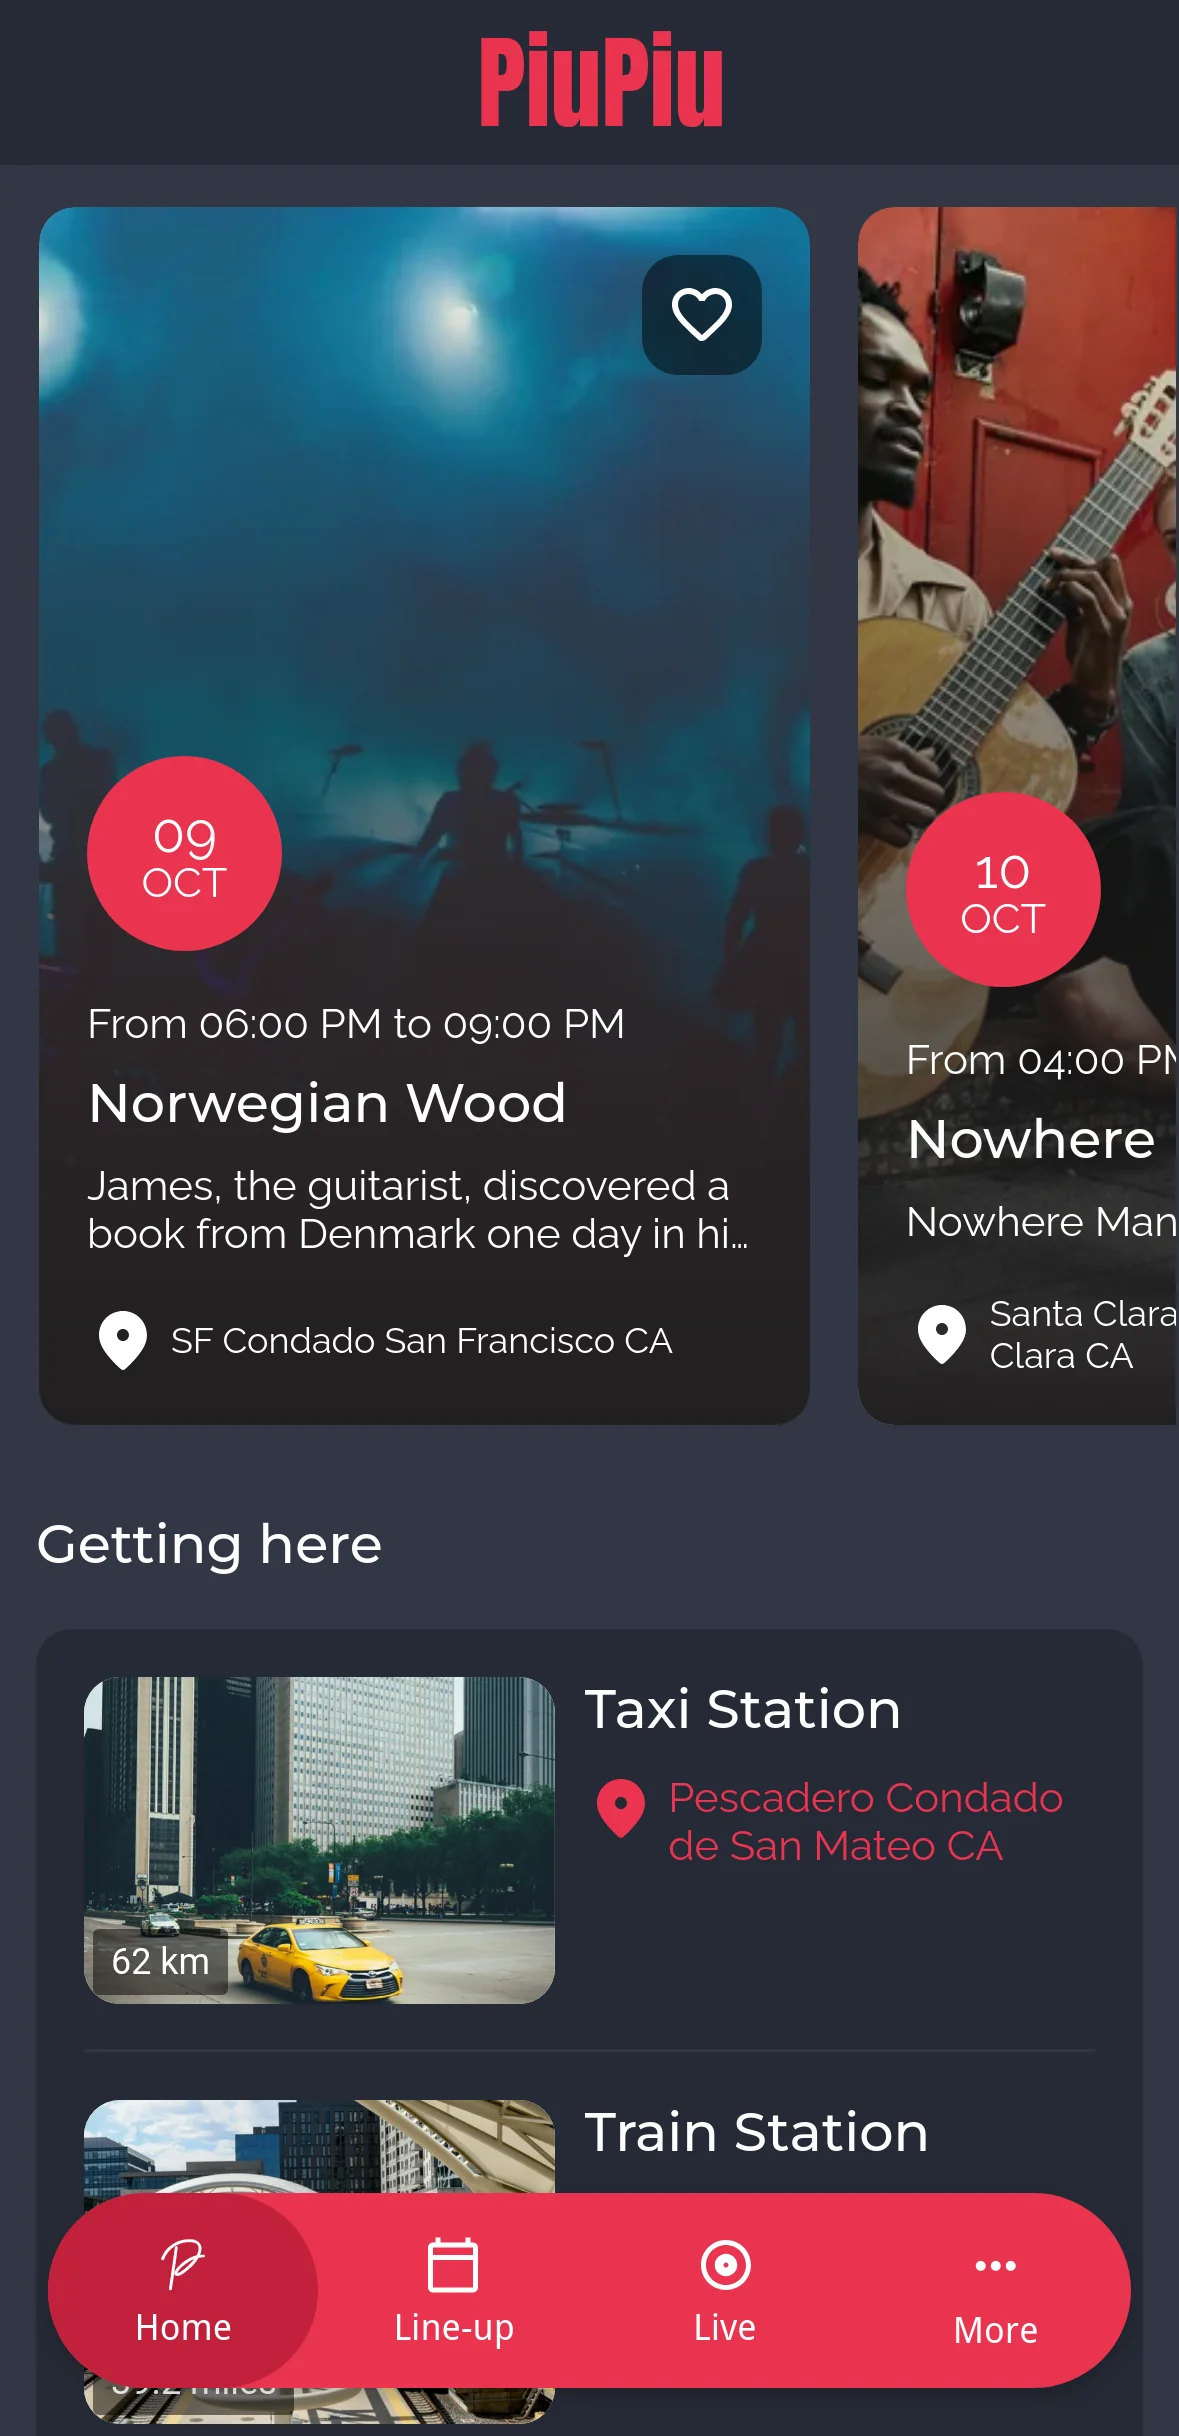 PiuPiu
09
OCT
From 06:00 PM to 09:00 PM
Norwegian Wood
James, the guitarist, discovered a
book from Denmark one day in hi...
SF Condado San Francisco CA
10
OCT
From 04:00 PM
Nowhere
Nowhere Man
Santa Clara
Clara CA
Getting here
Taxi Station
Pescadero Condado
de San Mateo CA
62 km
Train Station
Home
Line-up
Live
More